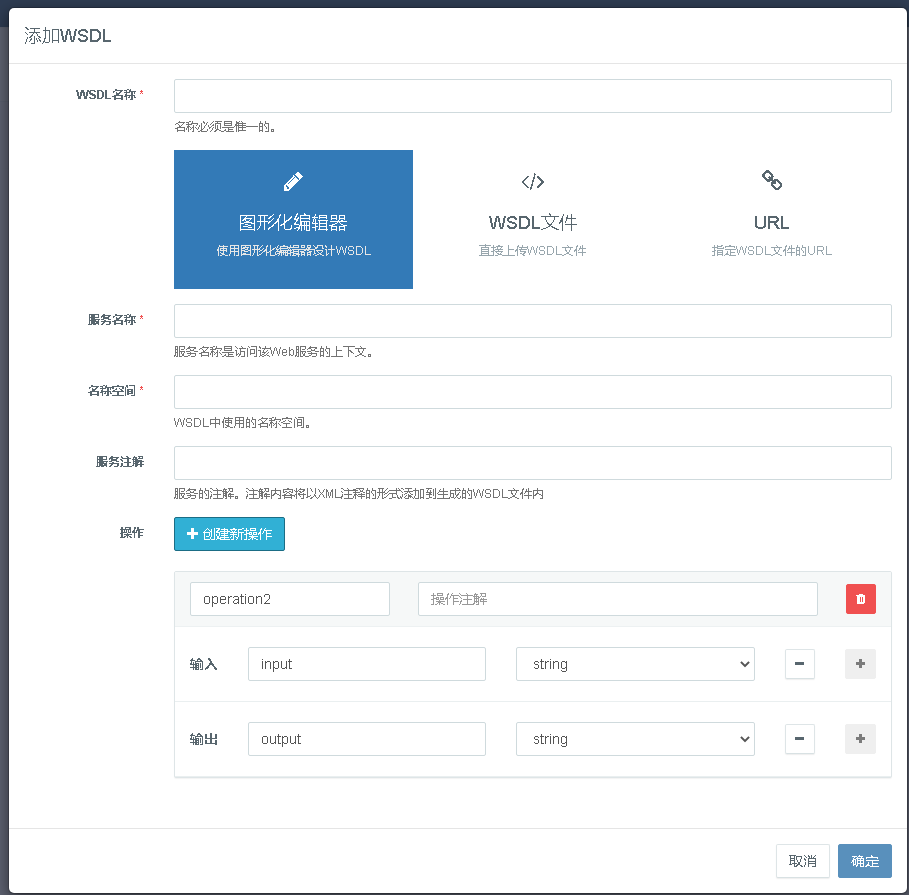 添加WSDL
WSDL名称 *
名称必须是惟一的。
图形化编辑器
使用图形化编辑器设计WSDL
WSDL文件
直接上传WSDL文件
URL
指定WSDL文件的URL
服务名称 *
服务名称是访问该Web服务的上下文。
名称空间 *
WSDL中使用的名称空间。
服务注解
服务的注解。注解内容将以XML注释的形式添加到生成的WSDL文件内
操作
创建新操作
operation2
操作注解
输入 input string
输出 output string
取消 确定